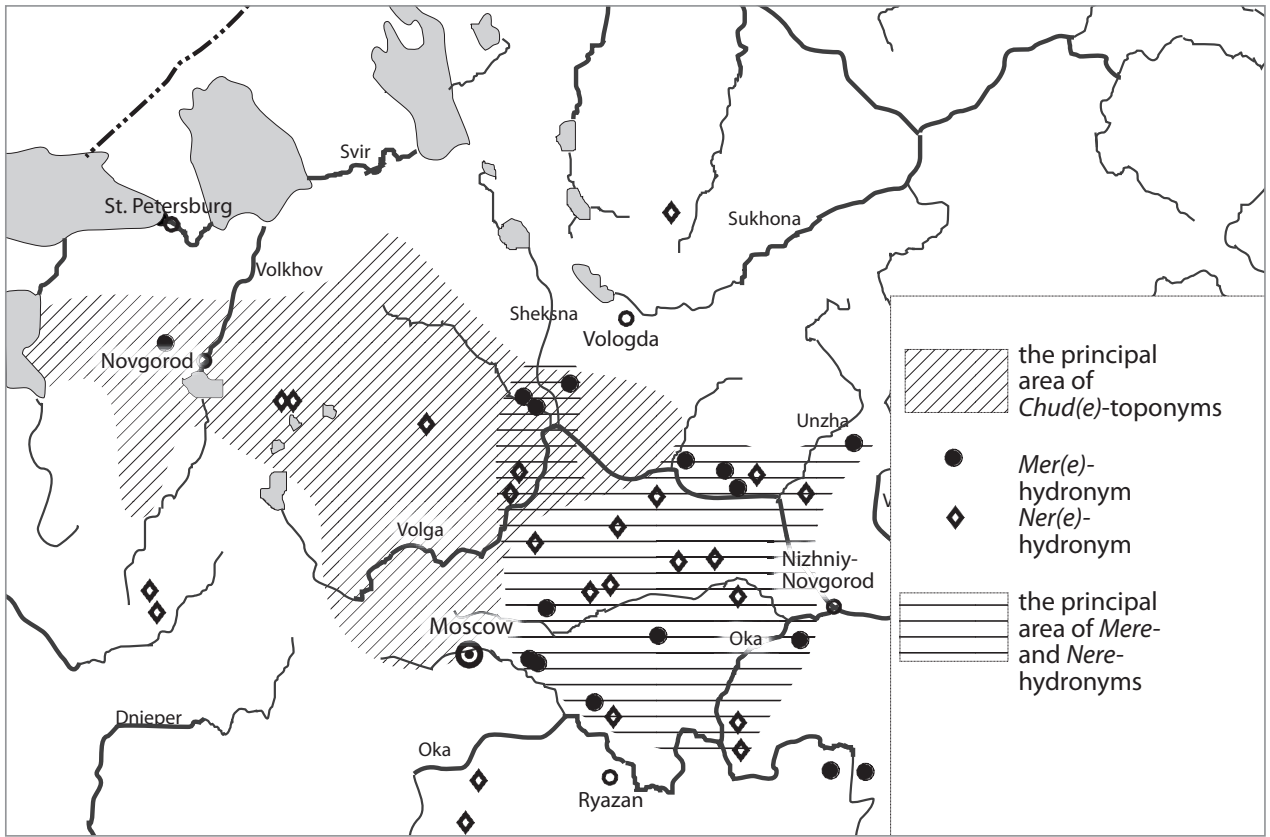 Svir
St. Petersburg
Sukhona
Volkhov
Sheksna
Vologda
Novgorod
Unzha
Volga
Nizhniy-
Novgorod
Moscow
Oka
Dnieper
Oka
Ryazan
V
the principal
area of
Chud(e)-toponyms
Mer(e)-
hydronym
Ner(e)-
hydronym
the principal
area of Mere-
and Nere-
hydronyms